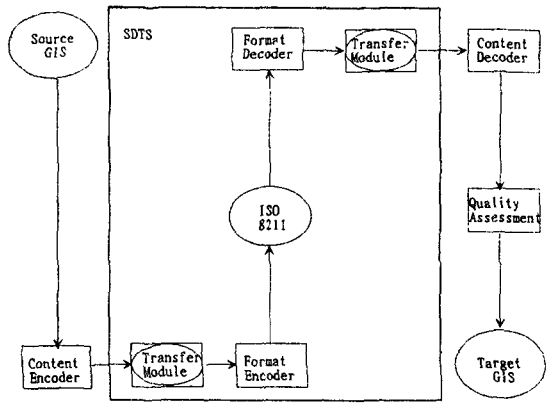 Source
GIS
SDTS
Format
Decoder
Transfer
Module
Content
Decoder
ISO
8211
Quality
Assessment
Content
Encoder
Transfer
Module
Format
Encoder
Target
GIS